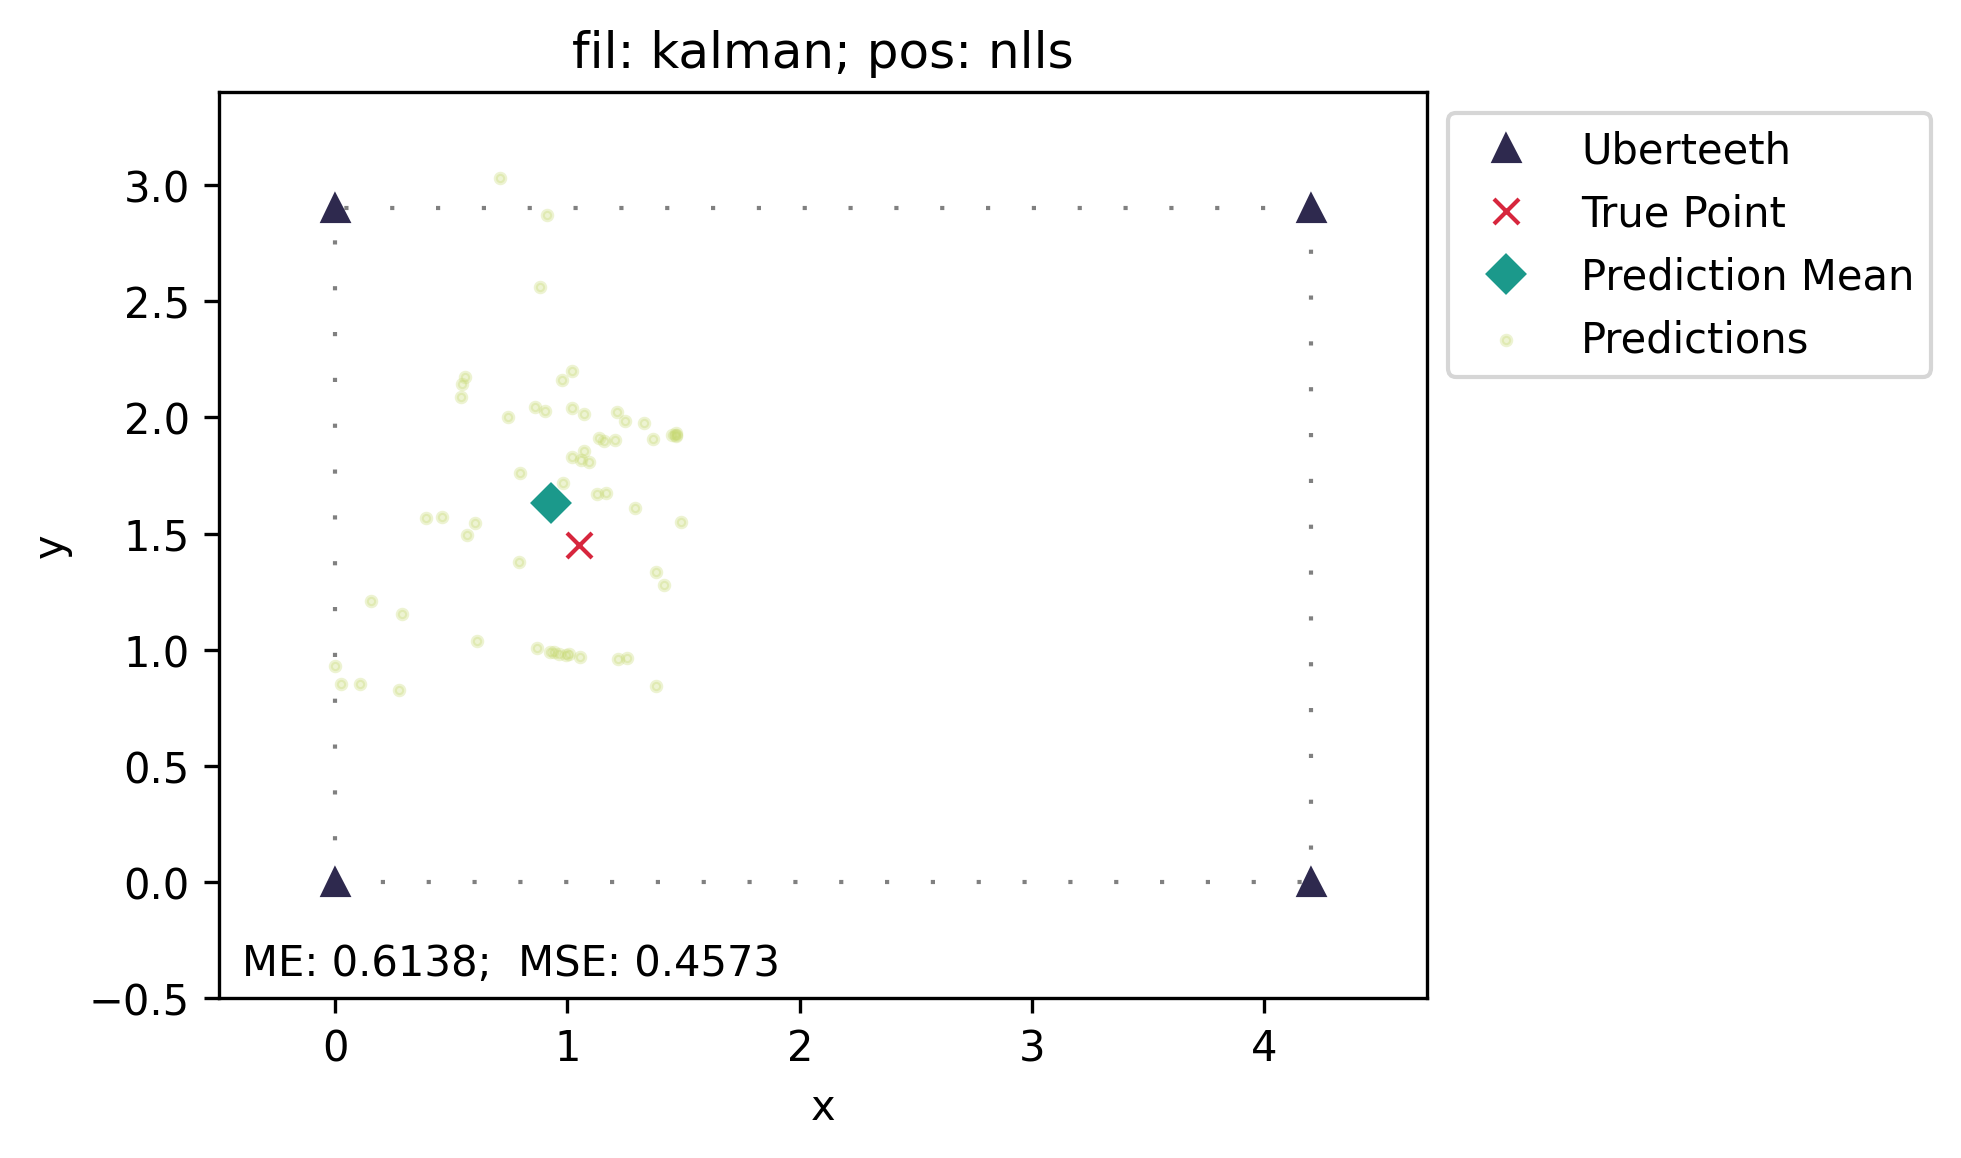 fil: kalman; pos: nlls
Uberteeth
True Point
Prediction Mean
Predictions
3.0
2.5
2.0
1.5
1.0
0.5
0.0
−0.5
y
ME: 0.6138;  MSE: 0.4573
0 1 2 3 4
x